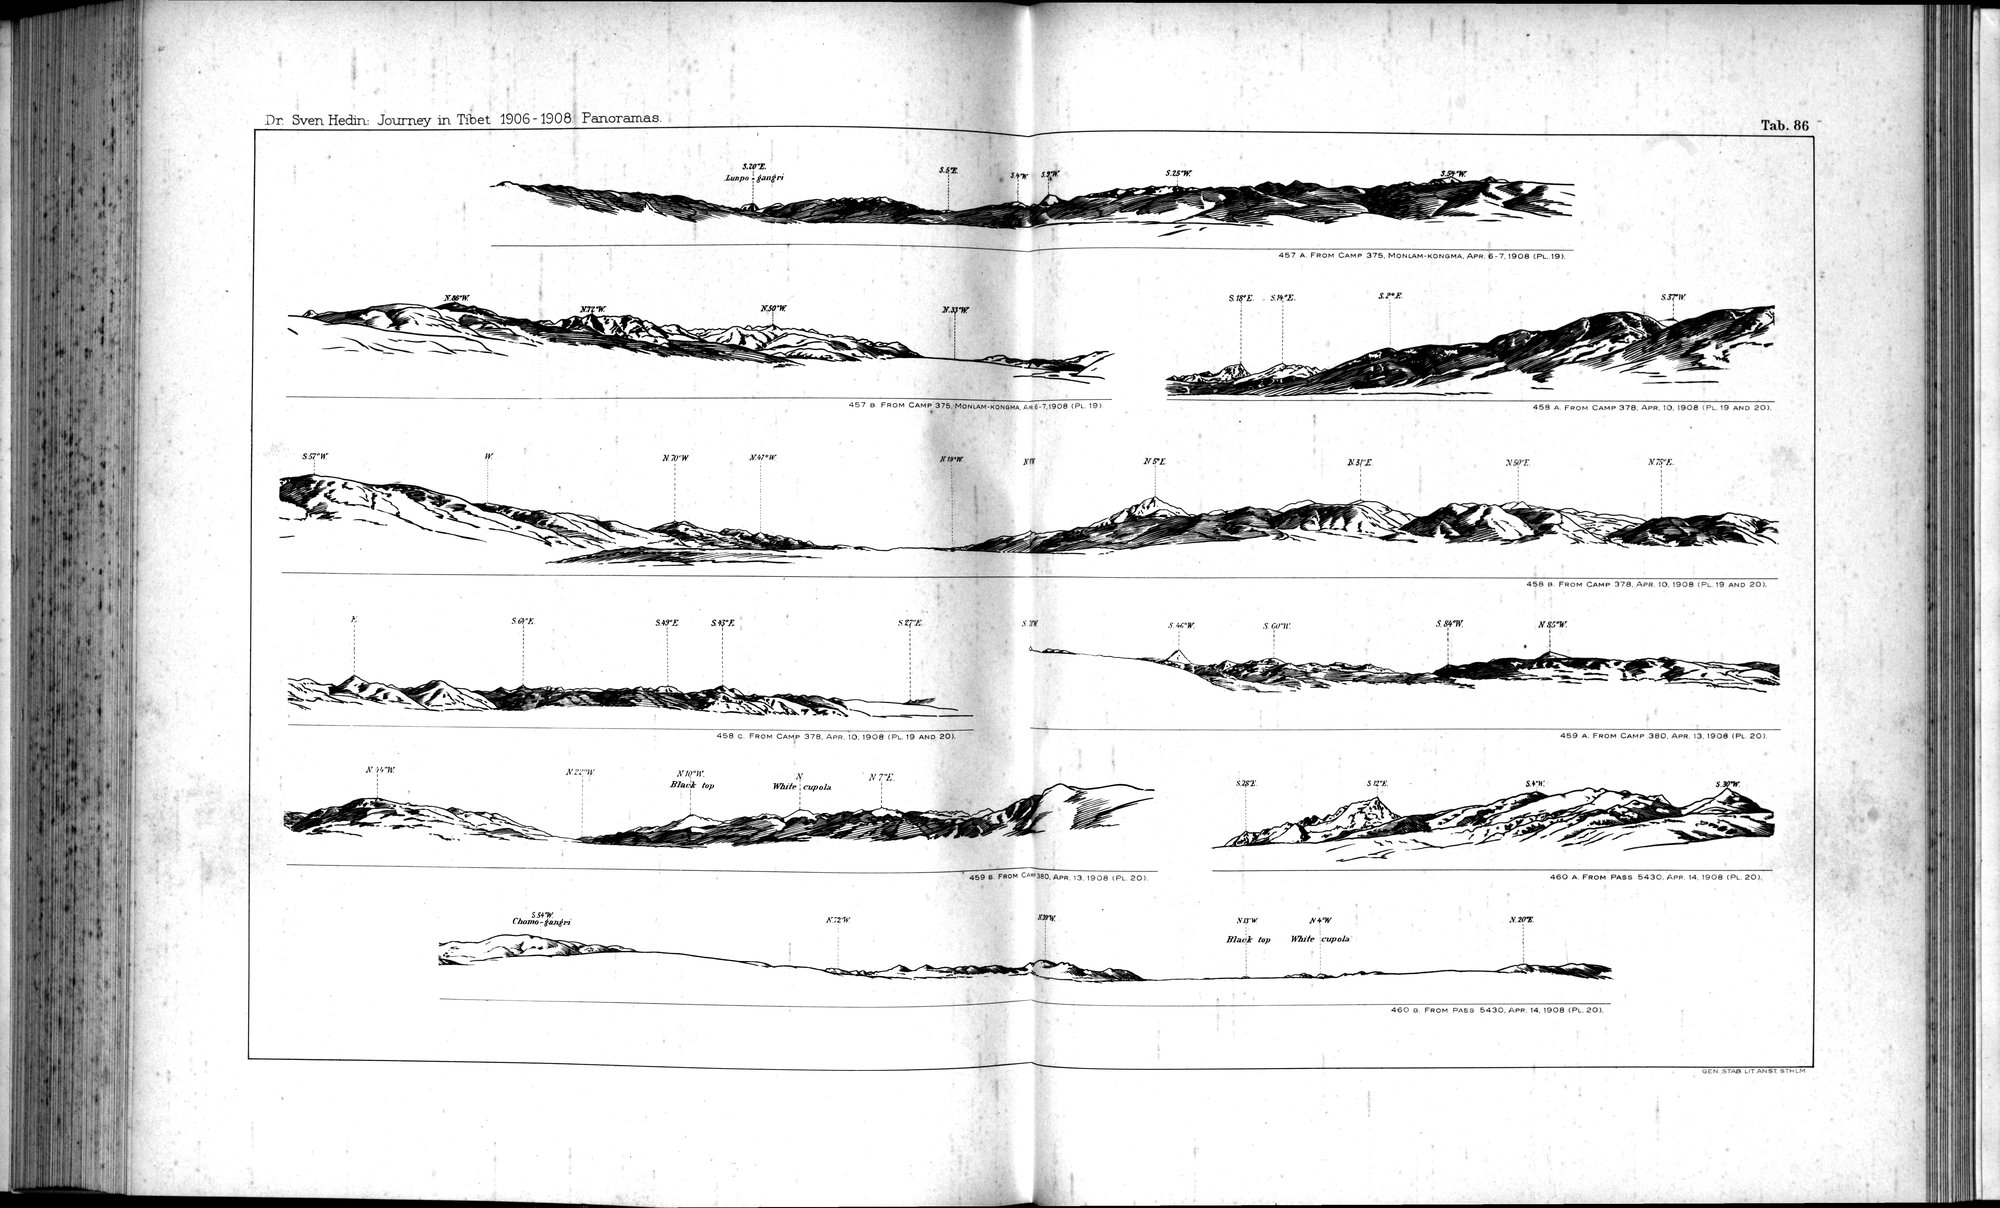 Dr. Sven Hedin: Journey in Tibet 1906-1908 Panoramas.
Tab. 86
S.20°E. S.5°E. S.4°W. S.9°W. S.25°W. S.54°W.
Lunpo-gangri
457 A. From Camp 375, Monlam-kongma, Apr. 6-7, 1908 (Pl. 19).
N.86°W. N.72°W. N.50°W. N.33°W.
457 B. From Camp 375, Monlam-kongma, Apr. 6-7, 1908 (Pl. 19).
S.18°E. S.14°E. S.2°E. S.37°W.
458 A. From Camp 378, Apr. 10, 1908 (Pl. 19 and 20).
S.57°W. W. N.70°W. N.47°W. N.19°W. N.5°E. N.31°E. N.50°E. N.75°E.
458 B. From Camp 378, Apr. 10, 1908 (Pl. 19 and 20).
E. S.61°E. S.49°E. S.43°E. S.27°E.
458 C. From Camp 378, Apr. 10, 1908 (Pl. 19 and 20).
S.46°W. S.60°W. S.84°W. N.85°W.
459 A. From Camp 380, Apr. 13, 1908 (Pl. 20).
N.44°W. N.22°W. N.10°W. N. N.7°E.
Black top White cupola
459 B. From Camp 380, Apr. 13, 1908 (Pl. 20).
S.28°E. S.12°E. S.4°W. S.30°W.
460 A. From Pass 5430, Apr. 14, 1908 (Pl. 20).
S.54°W. N.72°W. N.39°W. N.13°W. N.4°W. N.20°E.
Chomo-gangri Black top White cupola
460 B. From Pass 5430, Apr. 14, 1908 (Pl. 20).
GEN. STAB. LIT. ANST. STHLM